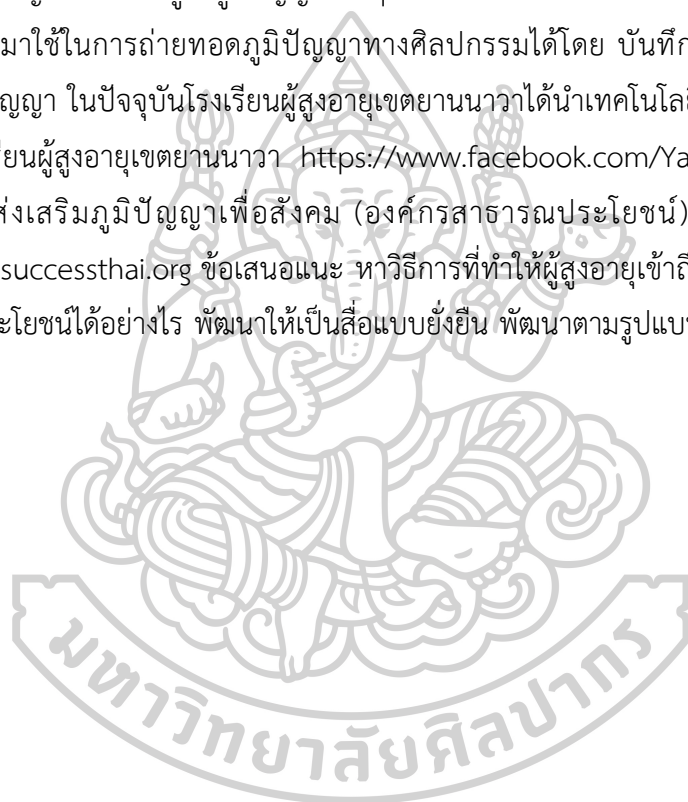 มาใช้ในการถ่ายทอดภูมิปัญญาทางศิลปกรรมได้โดย บันทึก
ญญา ในปัจจุบันโรงเรียนผู้สูงอายุเขตยานนาวาได้นำเทคโนโลยี
รียนผู้สูงอายุเขตยานนาวา https://www.facebook.com/Ya
ส่งเสริมภูมิปัญญาเพื่อสังคม (องค์กรสาธารณประโยชน์)
successthai.org ข้อเสนอแนะ หาวิธีการที่ทำให้ผู้สูงอายุเข้าถึ
ะโยชน์ได้อย่างไร พัฒนาให้เป็นสื่อแบบยั่งยืน พัฒนาตามรูปแบบ
มหาวิทยาลัยศิลปากร